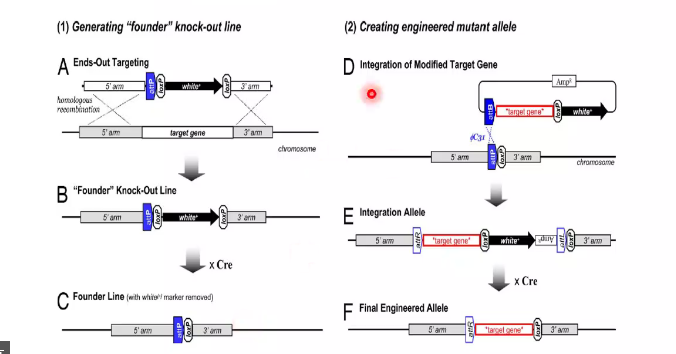 (1) Generating "founder" knock-out line
A Ends-Out Targeting
5' arm attP loxP white+ loxP 3' arm
homologous
recombination
5' arm target gene 3' arm
chromosome
B "Founder" Knock-Out Line
5' arm attP loxP white+ loxP 3' arm
x Cre
C Founder Line (with white+/ marker removed)
5' arm attP loxP 3' arm
(2) Creating engineered mutant allele
D Integration of Modified Target Gene
AmpR
attB "target gene" loxP white+
ϕC31
5' arm attP loxP 3' arm
chromosome
E Integration Allele
5' arm attR "target gene" loxP white+ AmpR attL loxP 3' arm
x Cre
F Final Engineered Allele
5' arm attR "target gene" loxP 3' arm